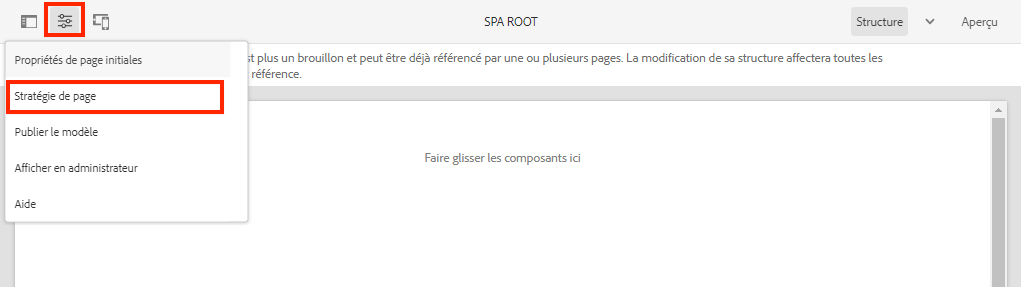 SPA ROOT
Structure
Aperçu
Propriétés de page initiales
st plus un brouillon et peut être déjà référencé par une ou plusieurs pages. La modification de sa structure affectera toutes les
référence.
Stratégie de page
Publier le modèle
Afficher en administrateur
Aide
Faire glisser les composants ici